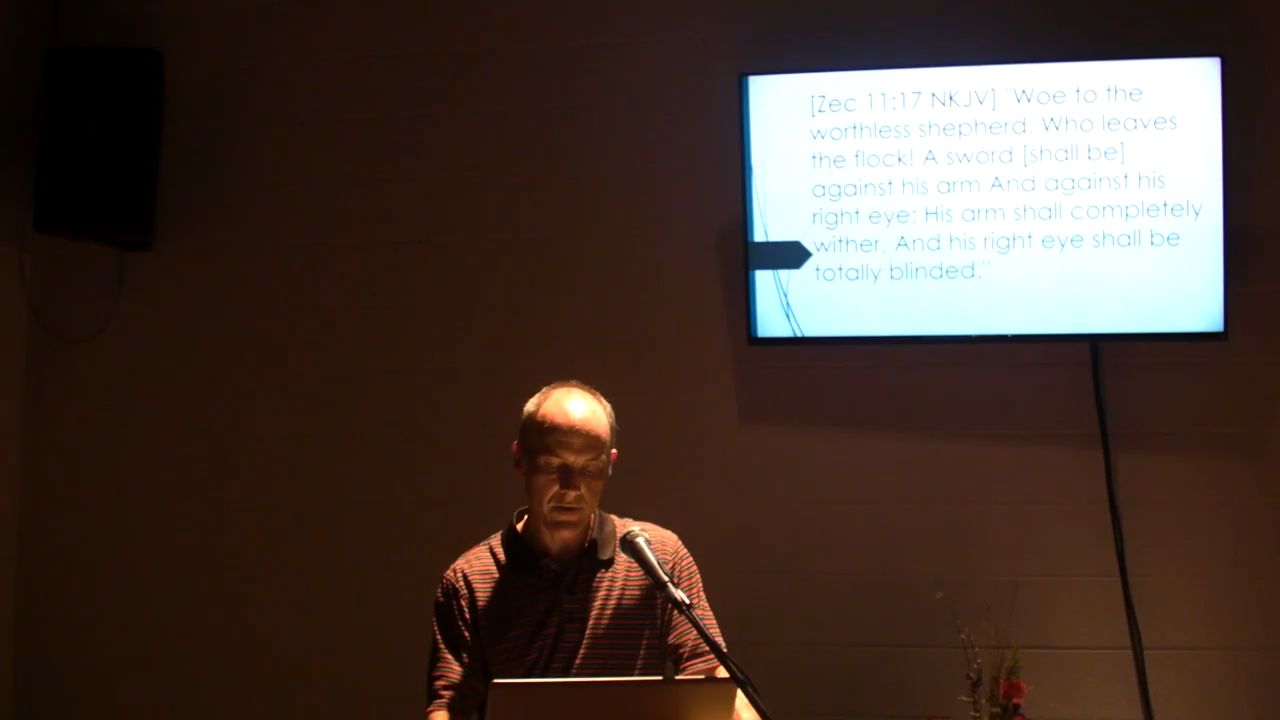 [Zec 11:17 NKJV] "Woe to the
worthless shepherd, Who leaves
the flock! A sword [shall be]
against his arm And against his
right eye; His arm shall completely
wither, And his right eye shall be
totally blinded."